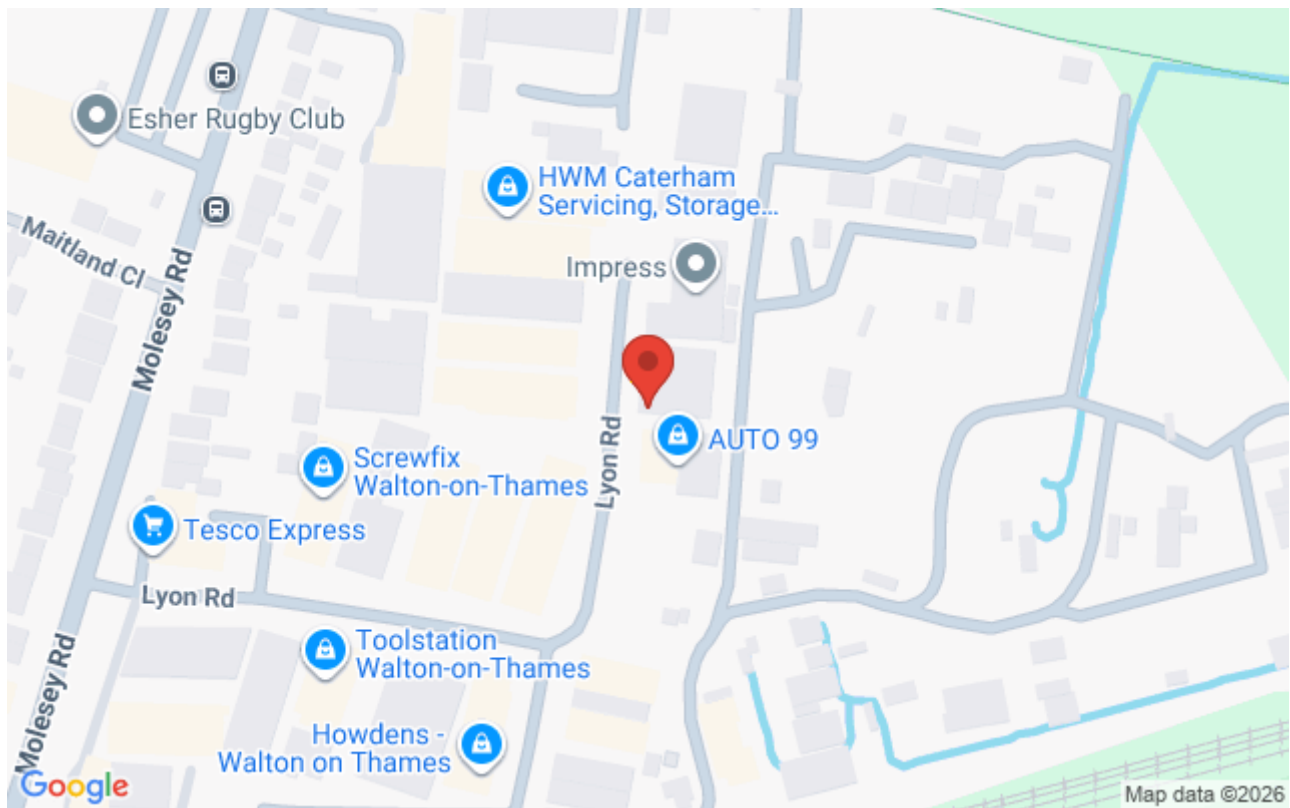 Esher Rugby Club
HWM Caterham
Servicing, Storage...
Maitland Cl
Impress
Molesey Rd
AUTO 99
Lyon Rd
Screwfix
Walton-on-Thames
Tesco Express
Lyon Rd
Toolstation
Walton-on-Thames
Molesey Rd
Howdens -
Walton on Thames
Google
Map data ©2026